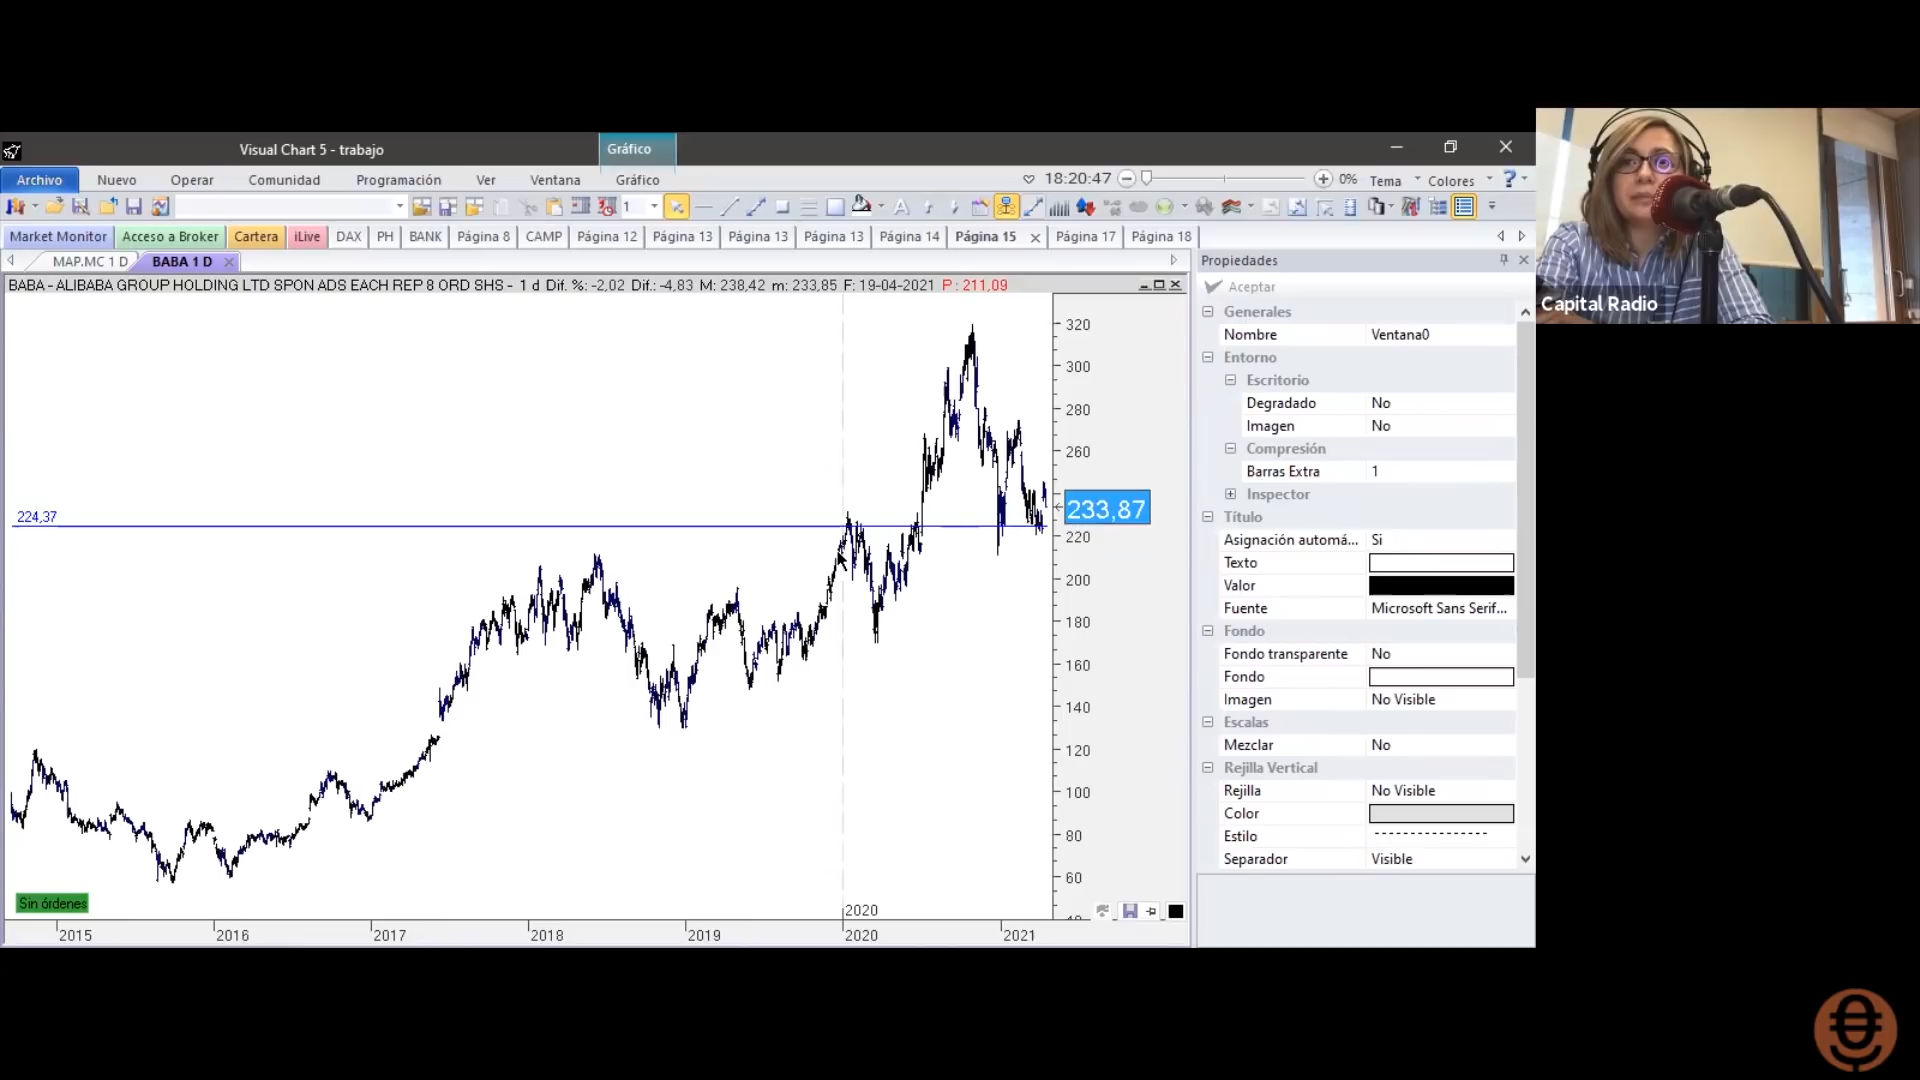 Visual Chart 5 - trabajo
Gráfico
Archivo Nuevo Operar Comunidad Programación Ver Ventana Gráfico 18:20:47 0% Tema Colores ?
1
Market Monitor Acceso a Broker Cartera iLive DAX PH BANK Página 8 CAMP Página 12 Página 13 Página 13 Página 13 Página 14 Página 15 Página 17 Página 18
MAP.MC 1 D BABA 1 D
BABA - ALIBABA GROUP HOLDING LTD SPON ADS EACH REP 8 ORD SHS - 1 d Dif. %: -2,02 Dif.: -4,83 M: 238,42 m: 233,85 F: 19-04-2021 P : 211,09
320
300
280
260
233,87
224,37
220
200
180
160
140
120
100
80
60
40
Sin órdenes
2020
2015 2016 2017 2018 2019 2020 2021
Propiedades
Aceptar
Generales
Nombre Ventana0
Entorno
Escritorio
Degradado No
Imagen No
Compresión
Barras Extra 1
Inspector
Título
Asignación automá... Si
Texto
Valor
Fuente Microsoft Sans Serif...
Fondo
Fondo transparente No
Fondo
Imagen No Visible
Escalas
Mezclar No
Rejilla Vertical
Rejilla No Visible
Color
Estilo
Separador Visible
Capital Radio